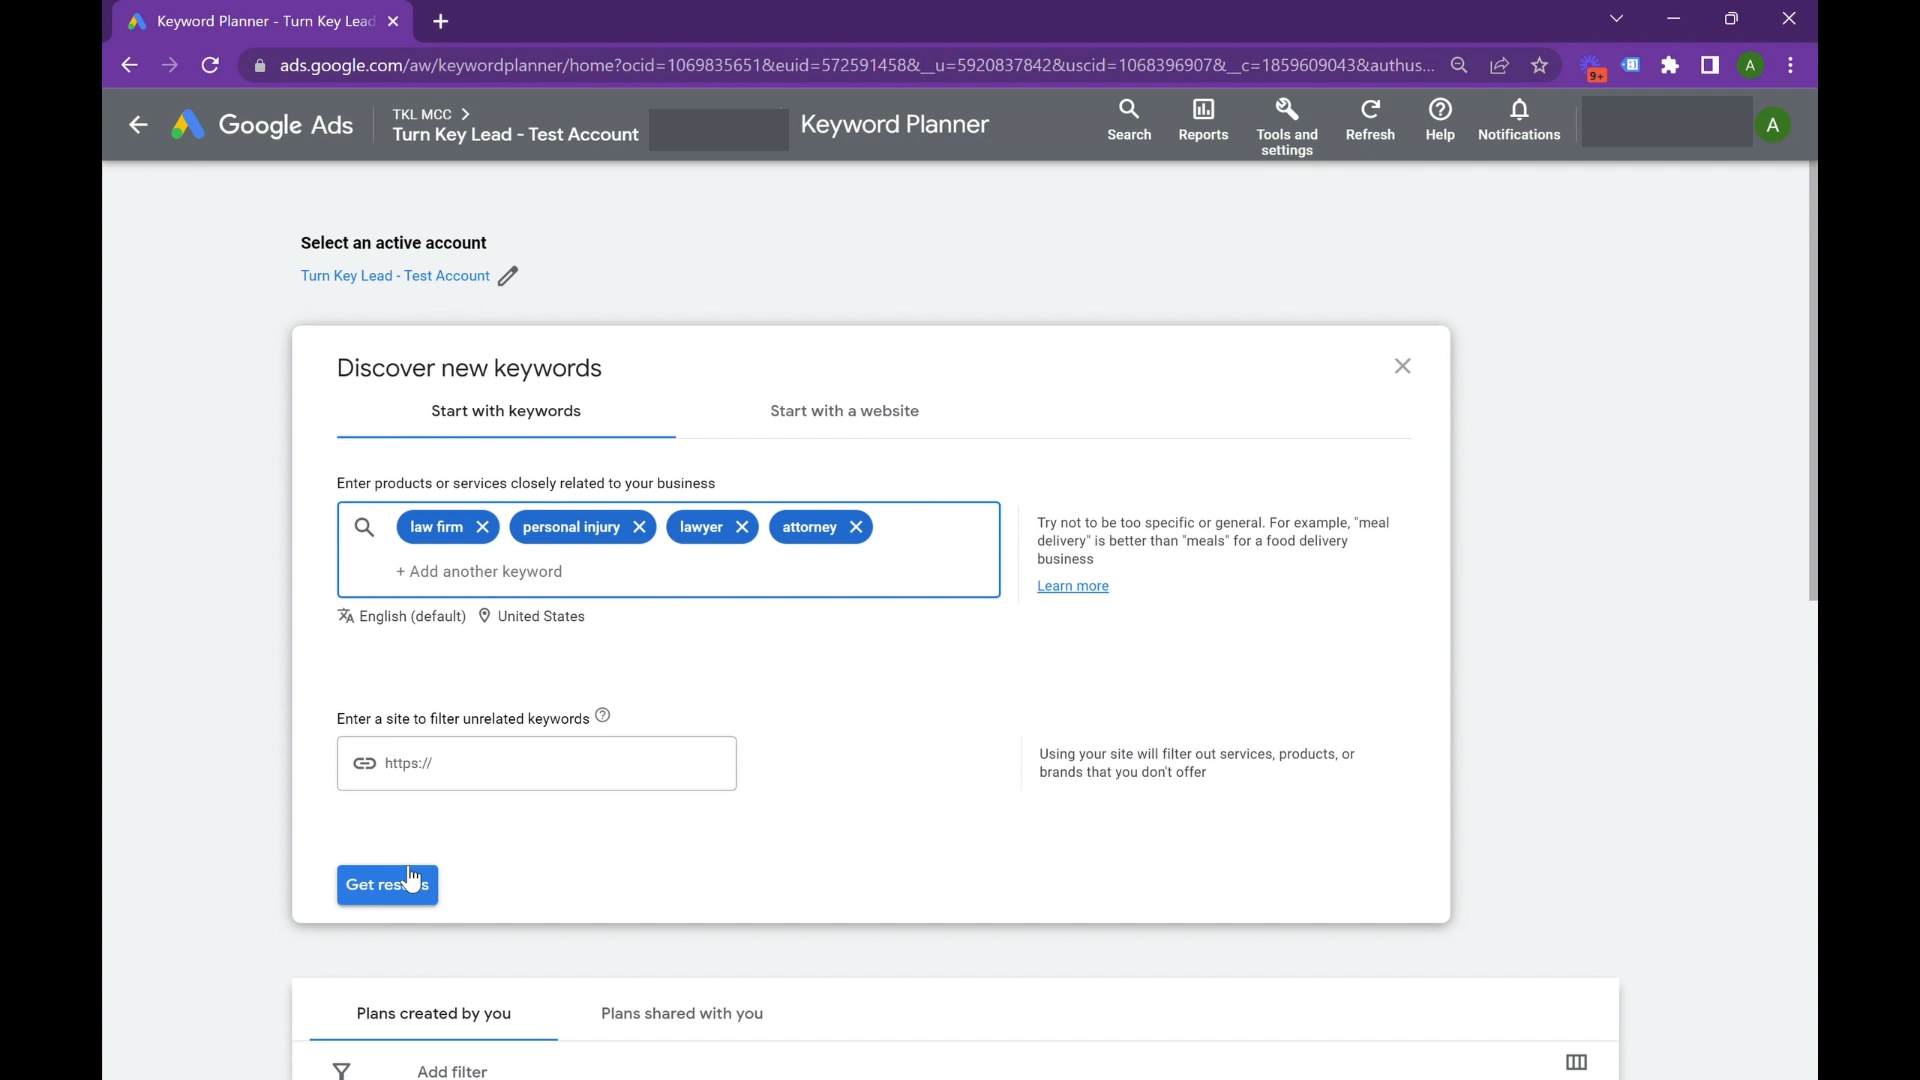 Keyword Planner - Turn Key Lead
ads.google.com/aw/keywordplanner/home?ocid=1069835651&euid=572591458&__u=5920837842&uscid=1068396907&__c=1859609043&authus...
9+
A
Google Ads
TKL MCC >
Turn Key Lead - Test Account
Keyword Planner
Search
Reports
Tools and
settings
Refresh
Help
Notifications
A
Select an active account
Turn Key Lead - Test Account
Discover new keywords
Start with keywords
Start with a website
Enter products or services closely related to your business
law firm
personal injury
lawyer
attorney
+ Add another keyword
Try not to be too specific or general. For example, "meal
delivery" is better than "meals" for a food delivery
business
Learn more
English (default)
United States
Enter a site to filter unrelated keywords
https://
Using your site will filter out services, products, or
brands that you don't offer
Get results
Plans created by you
Plans shared with you
Add filter